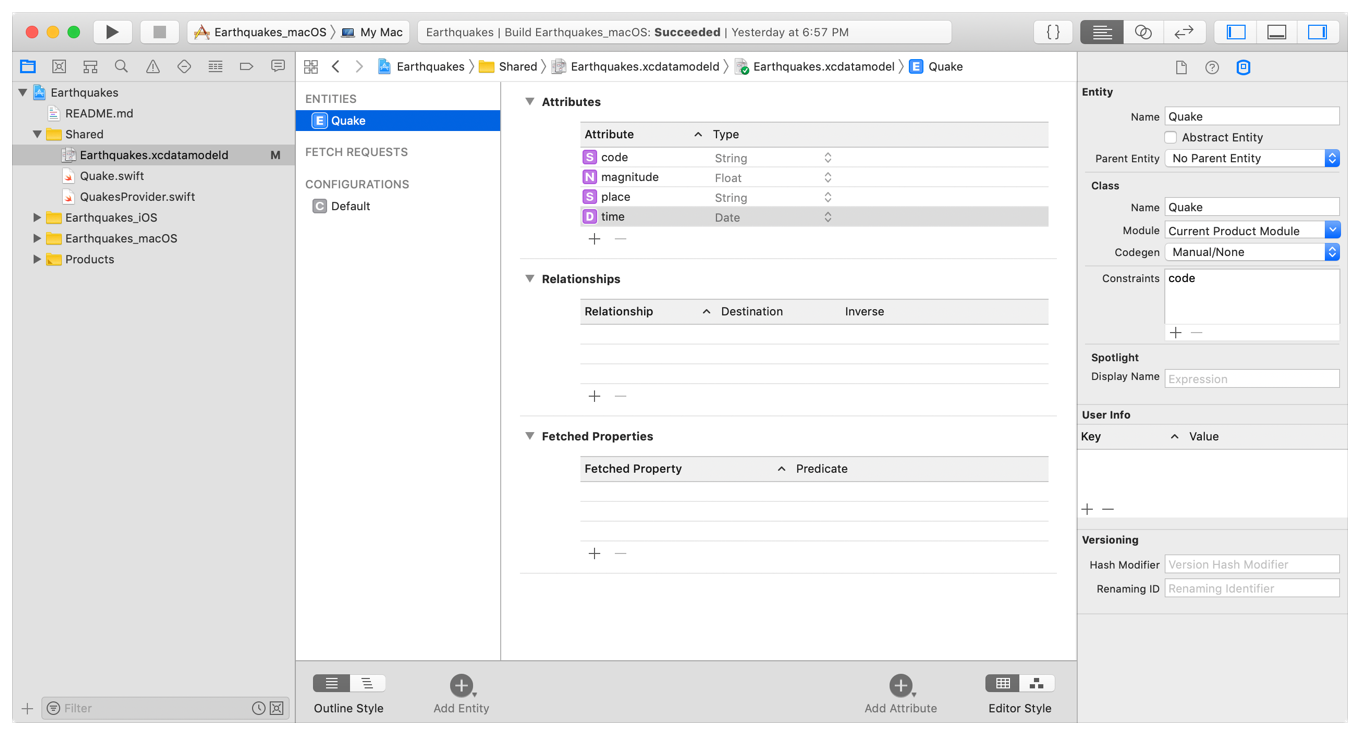 Earthquakes_macOS 〉 My Mac
Earthquakes | Build Earthquakes_macOS: Succeeded | Yesterday at 6:57 PM
{ }
Earthquakes 〉 Shared 〉 Earthquakes.xcdatamodeld 〉 Earthquakes.xcdatamodel 〉 E Quake
Earthquakes
README.md
Shared
Earthquakes.xcdatamodeld M
Quake.swift
QuakesProvider.swift
Earthquakes_iOS
Earthquakes_macOS
Products
Filter
ENTITIES
E Quake
FETCH REQUESTS
CONFIGURATIONS
C Default
Attributes
Attribute Type
S code String
N magnitude Float
S place String
D time Date
Relationships
Relationship Destination Inverse
Fetched Properties
Fetched Property Predicate
Outline Style
Add Entity
Add Attribute
Editor Style
Entity
Name Quake
Abstract Entity
Parent Entity No Parent Entity
Class
Name Quake
Module Current Product Module
Codegen Manual/None
Constraints code
Spotlight
Display Name Expression
User Info
Key Value
Versioning
Hash Modifier Version Hash Modifier
Renaming ID Renaming Identifier